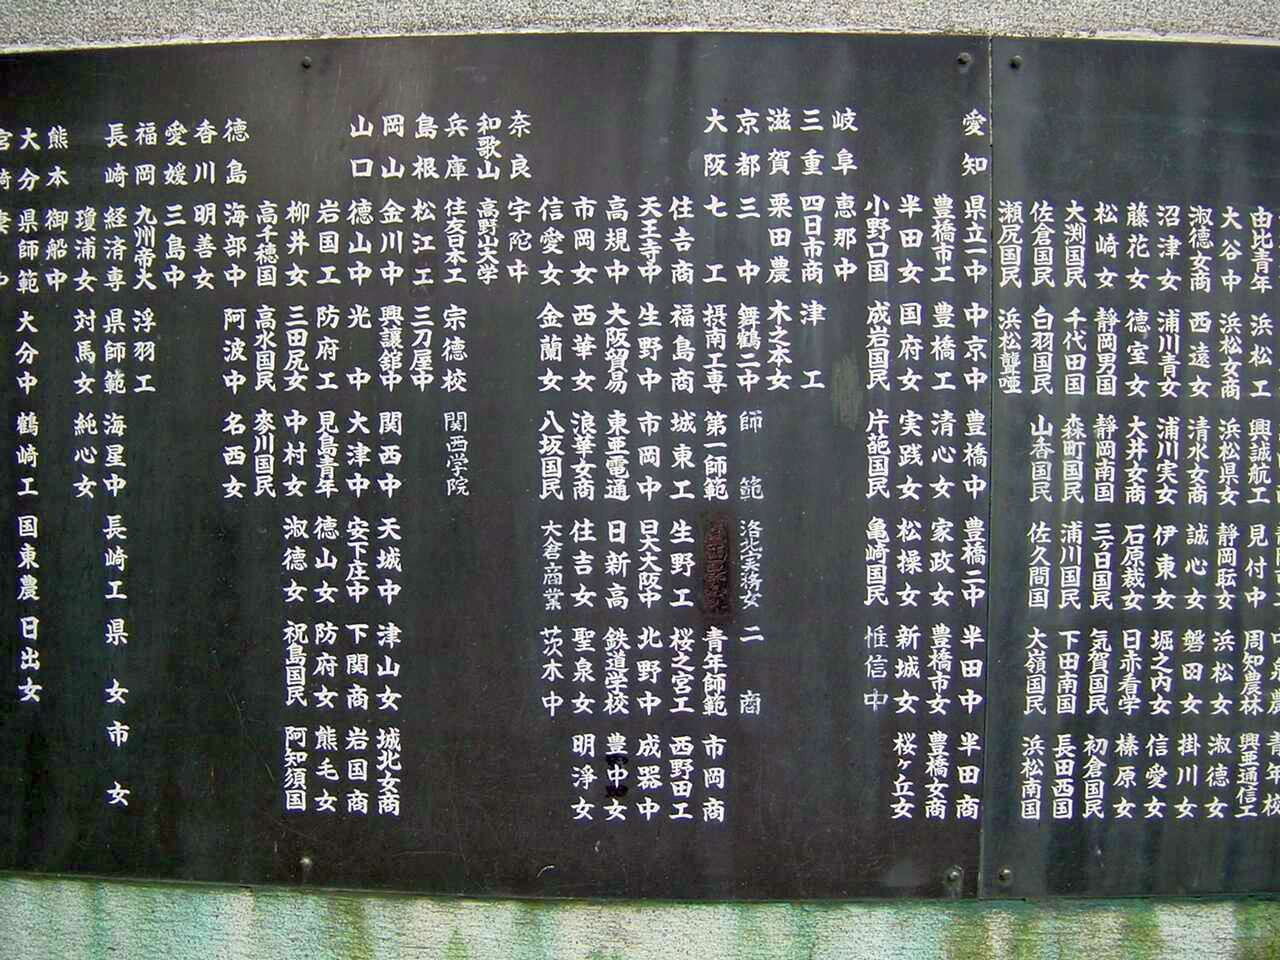 由比青年 浜松工 興誠航工 見付中 周知農林 興亜通信工
大谷中 浜松女商 浜松県女 静岡転女 浜松女 淑徳女
淑徳女商 西遠女 清水女商 誠心女 磐田女 掛川女
沼津女 浦川青女 浦川実女 伊東女 堀之内女 信愛女
藤花女 徳室女 大井女商 石原裁女 日赤看学 榛原女
松崎女 静岡男国 静岡南国 三ヶ日国民 気賀国民 初倉国民
大渕国民 千代田国 森町国民 浦川国民 下田南国 長田西国
佐倉国民 白羽国民 山香国民 佐久間国 大嶺国民 浜松南国
瀬尻国民 浜松聾唖
愛知 県立一中 中京中 豊橋中 豊橋二中 半田中 半田商
豊橋市工 豊橋工 清心女 家政女 豊橋市女 豊橋女商
半田女 国府女 実践女 松操女 新城女 桜ヶ丘女
小野口国 成岩国民 片葩国民 亀崎国民 惟信中
岐阜 恵那中
三重 四日市商 津工
滋賀 栗田農 木之本女
京都 三中 舞鶴二中 師範 洛北実務女 二商
大阪 七工 摂南工専 第一師範 青年師範 市岡商
住吉商 福島商 城東工 生野工 桜之宮工 西野田工
天王寺中 生野中 市岡中 日大大阪中 北野中 成器中
高規中 大阪貿易 東亜電通 日新高 鉄道学校 豊中女
市岡女 西華女 浪華女商 住吉女 聖泉女 明浄女
信愛女 金蘭女 八坂国民 大倉商業 茨木中
奈良 宇陀中
和歌山 高野山大学
兵庫 住友日本工 宗徳校 関西学院
島根 松江工 三刀屋中
岡山 金川中 興譲館中 関西中 天城中 津山女 城北女商
山口 徳山中 光中 大津中 安下庄中 下関商 岩国商
岩国工 防府工 見島青年 徳山女 防府女 熊毛女
柳井女 三田尻女 中村女 淑徳女 祝島国民 阿知須国
高千穂国 高水国民 麥川国民
徳島 海部中 阿波中 名西女
香川 明善女
愛媛 三島中
福岡 九州帝大 浮羽工
長崎 経済専 県師範 海星中 長崎工 県女 市女
瓊浦女 対馬女 純心女
熊本 御船中
大分 県師範 大分中 鶴崎工 国東農 日出女